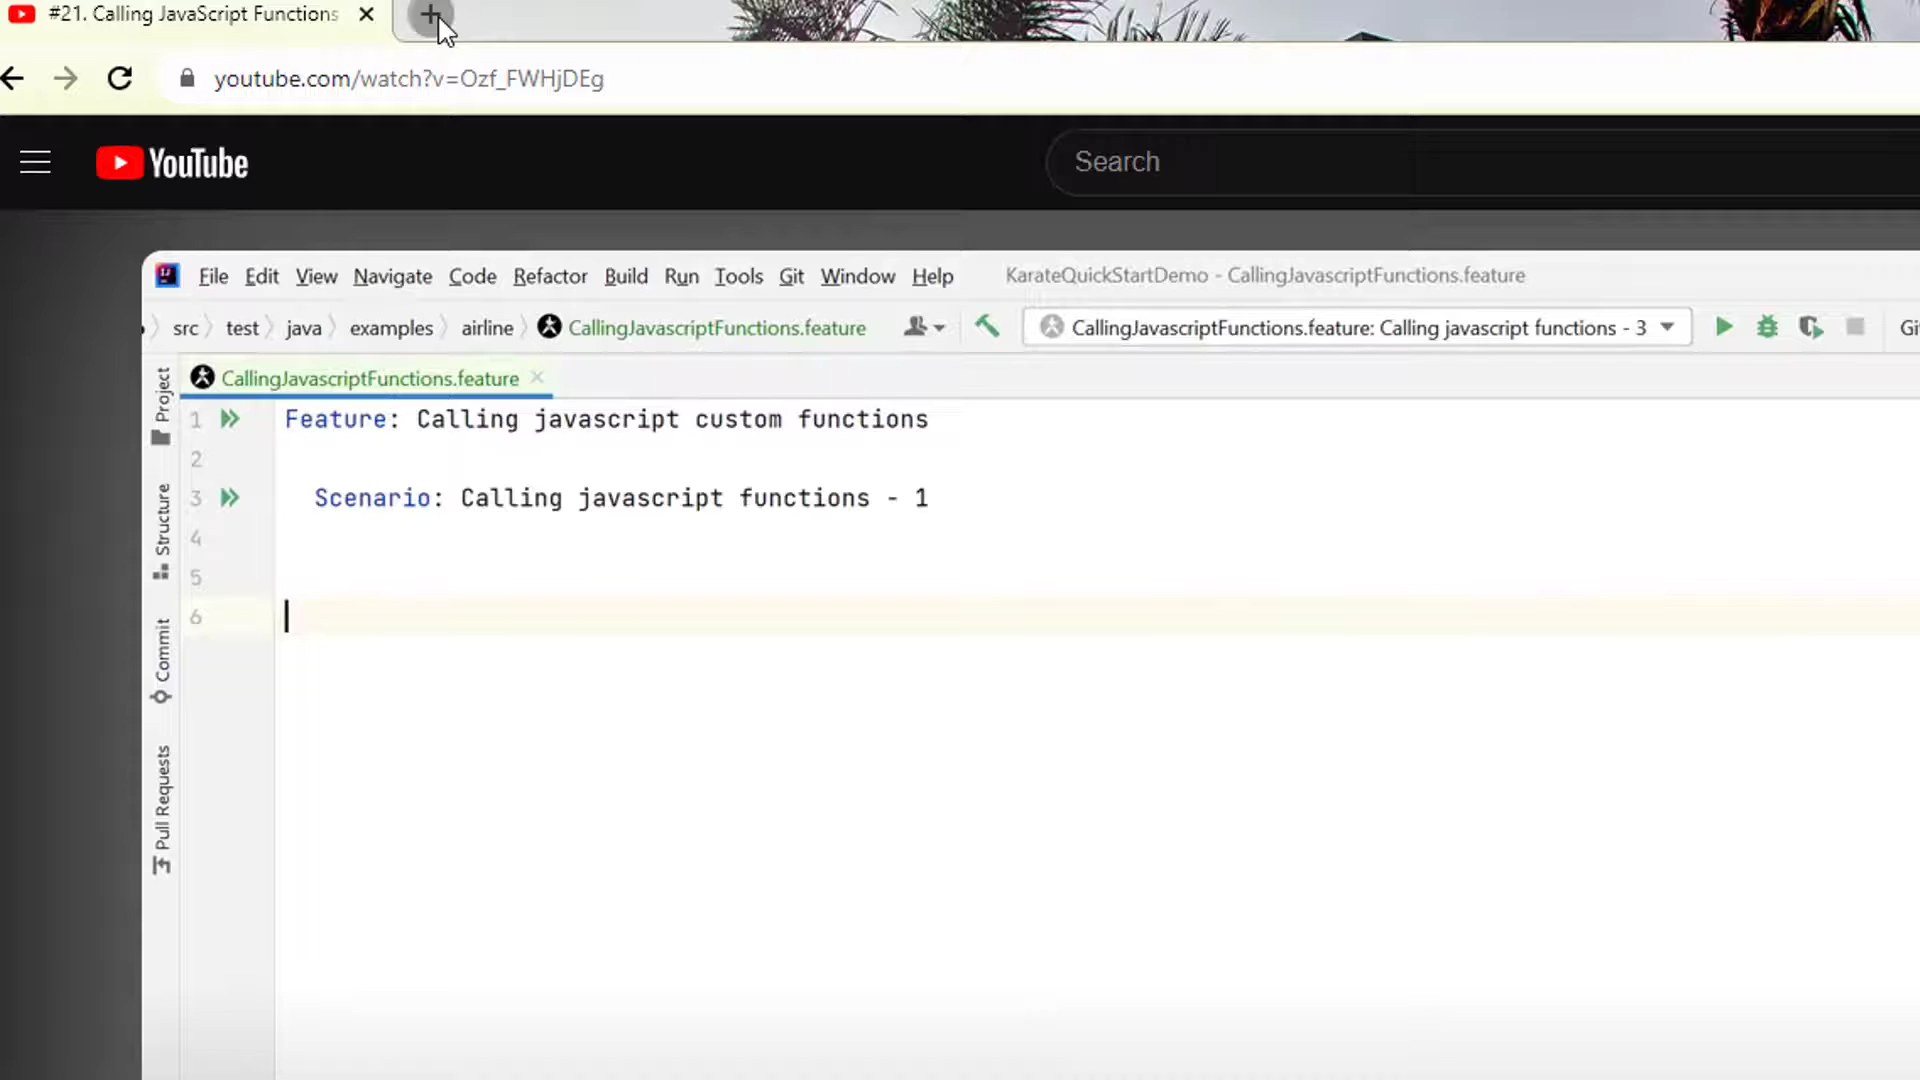 #21. Calling JavaScript Functions
youtube.com/watch?v=Ozf_FWHjDEg
YouTube
Search
File Edit View Navigate Code Refactor Build Run Tools Git Window Help
KarateQuickStartDemo - CallingJavascriptFunctions.feature
src test java examples airline CallingJavascriptFunctions.feature
CallingJavascriptFunctions.feature: Calling javascript functions - 3
Gi
CallingJavascriptFunctions.feature
1 Feature: Calling javascript custom functions
2
3 Scenario: Calling javascript functions - 1
4
5
6
Project
Structure
Commit
Pull Requests